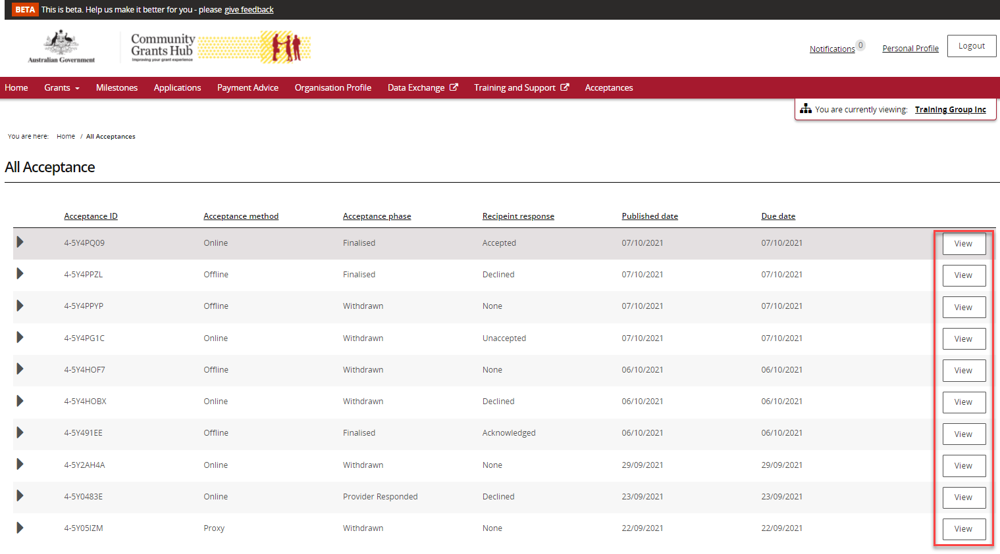 BETA This is beta. Help us make it better for you - please give feedback
Australian Government
Community
Grants Hub
Improving your grant experience
Notifications 0 Personal Profile Logout
Home Grants Milestones Applications Payment Advice Organisation Profile Data Exchange Training and Support Acceptances
You are currently viewing: Training Group Inc
You are here: Home / All Acceptances
All Acceptance
Acceptance ID Acceptance method Acceptance phase Recipeint response Published date Due date
4-5Y4PQ09 Online Finalised Accepted 07/10/2021 07/10/2021 View
4-5Y4PPZL Offline Finalised Declined 07/10/2021 07/10/2021 View
4-5Y4PPYP Offline Withdrawn None 07/10/2021 07/10/2021 View
4-5Y4PG1C Online Withdrawn Unaccepted 07/10/2021 07/10/2021 View
4-5Y4HOF7 Offline Withdrawn None 06/10/2021 06/10/2021 View
4-5Y4HOBX Online Withdrawn Declined 06/10/2021 06/10/2021 View
4-5Y491EE Offline Finalised Acknowledged 06/10/2021 06/10/2021 View
4-5Y2AH4A Online Withdrawn None 29/09/2021 29/09/2021 View
4-5Y0483E Online Provider Responded Declined 23/09/2021 23/09/2021 View
4-5Y05IZM Proxy Withdrawn None 22/09/2021 22/09/2021 View